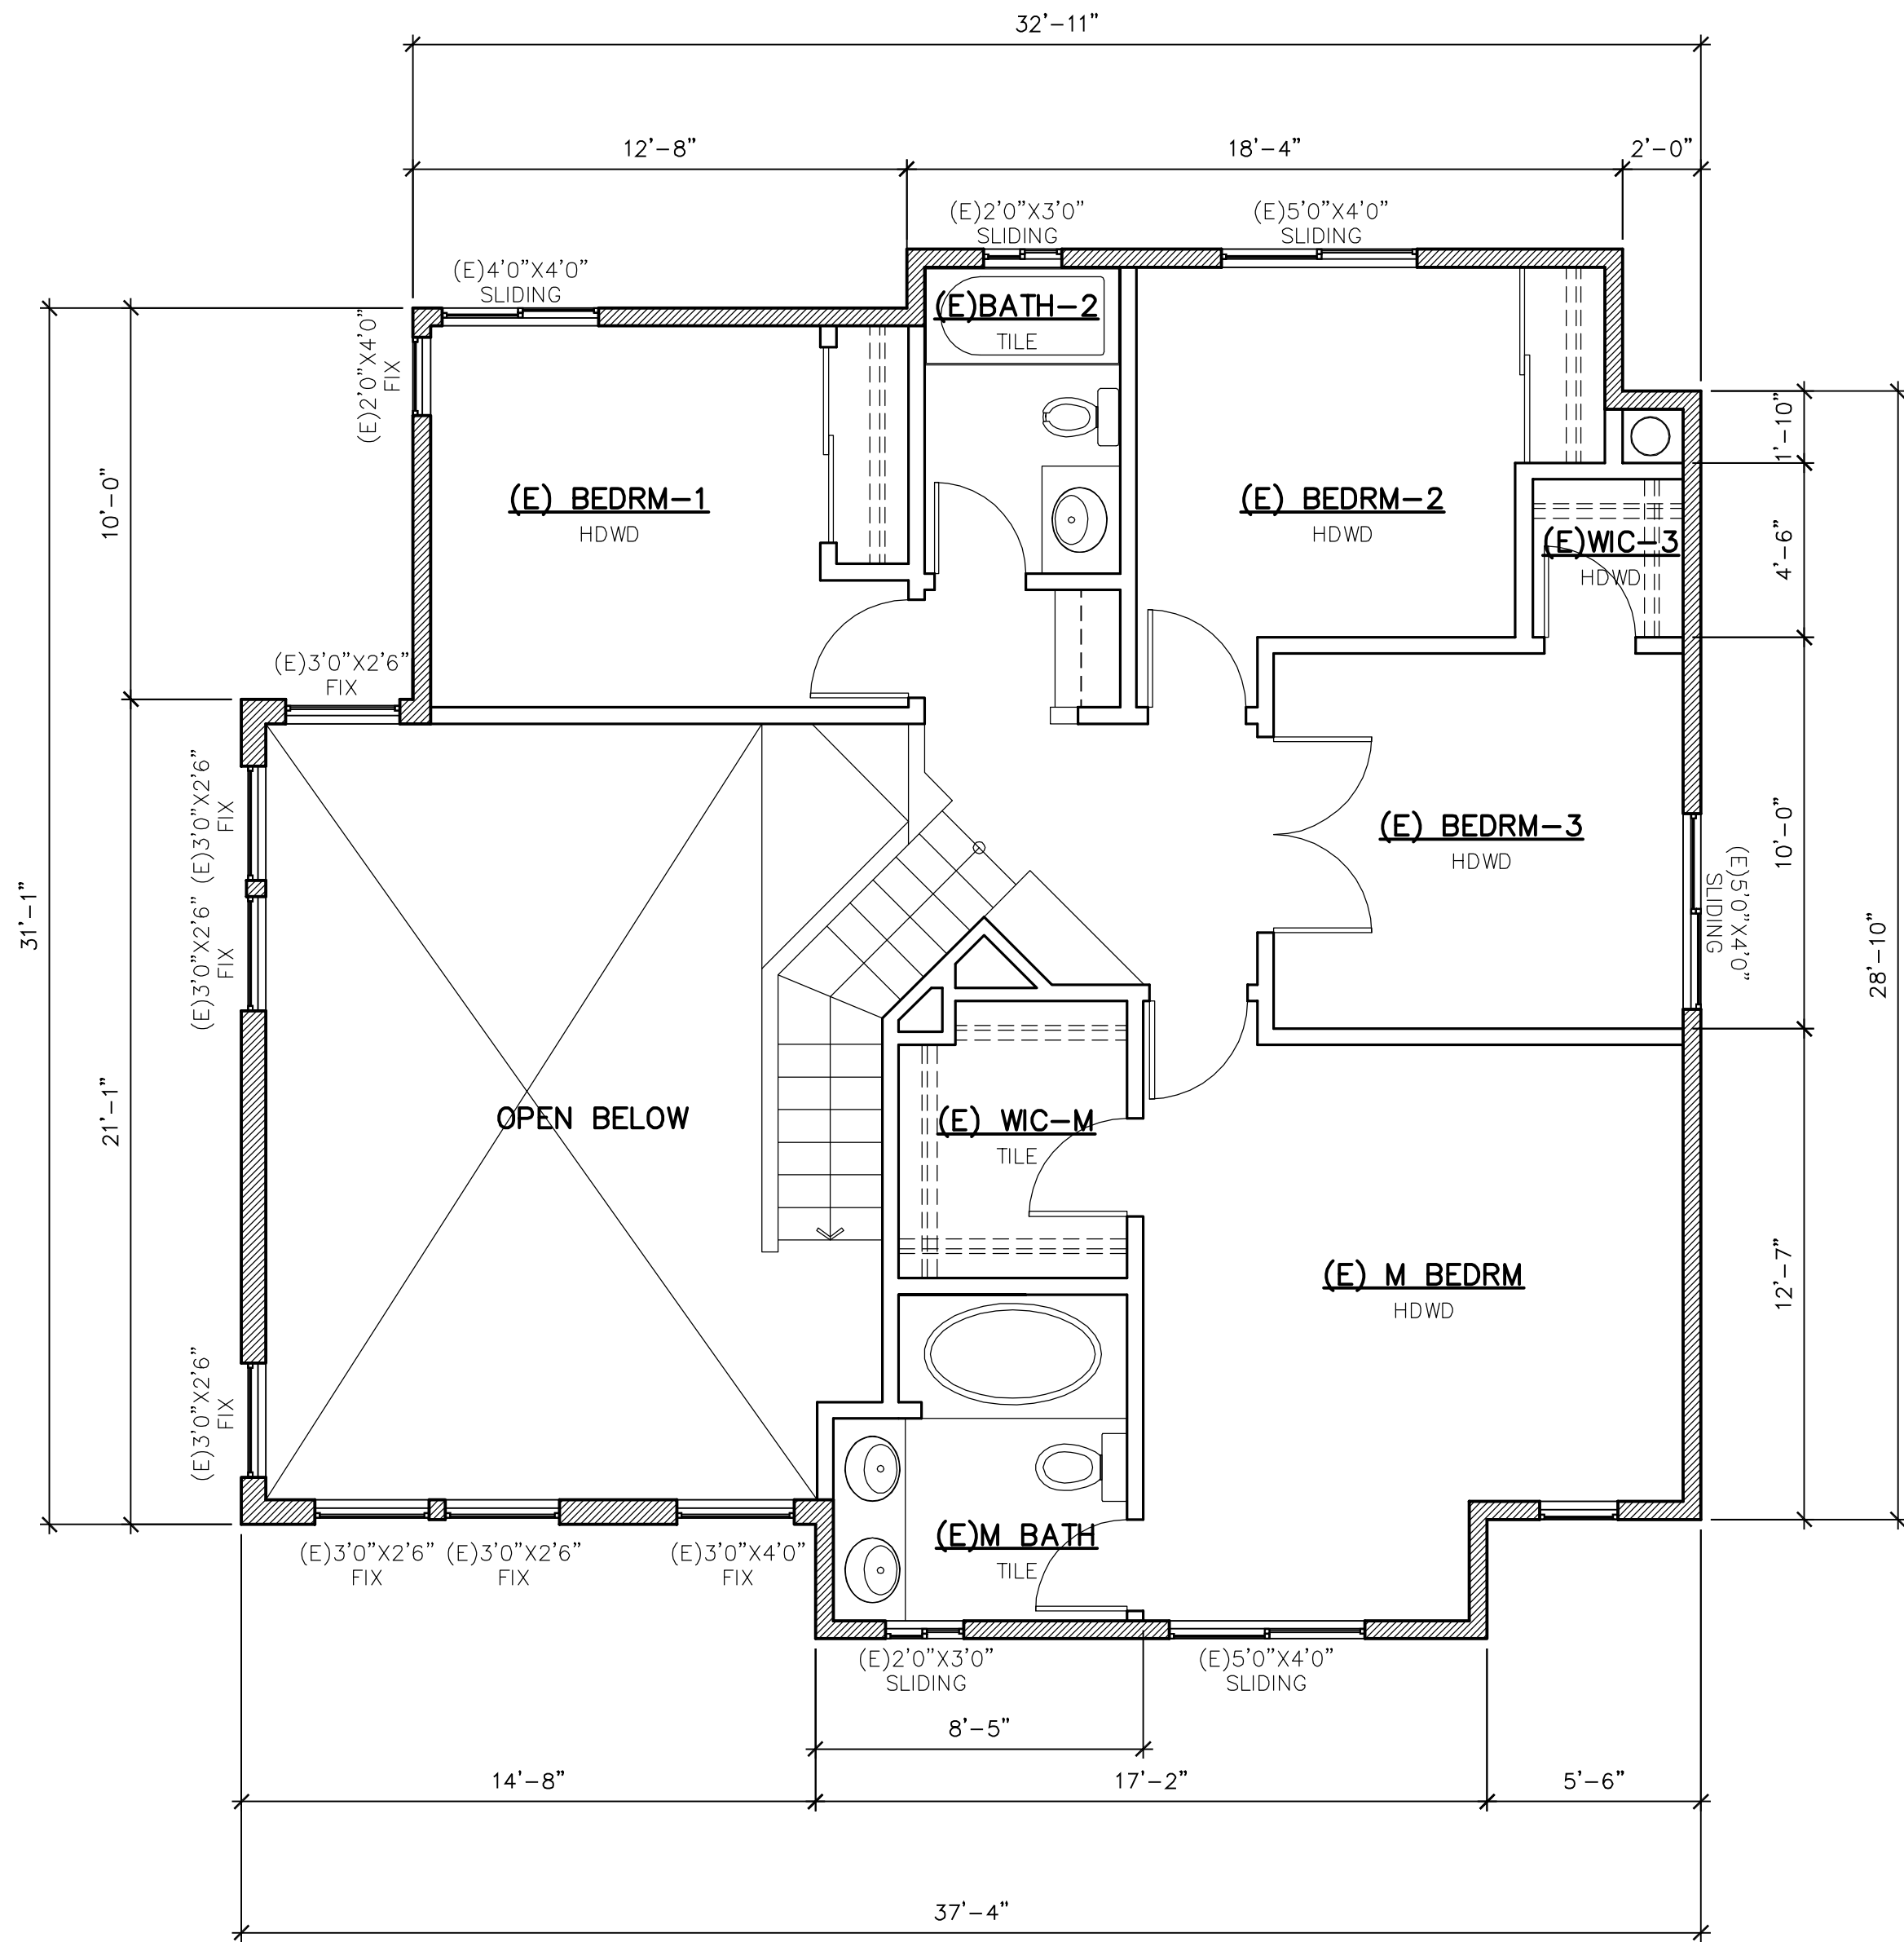 32'-11"
12'-8"
18'-4"
2'-0"
(E)2'0"X3'0"
SLIDING
(E)5'0"X4'0"
SLIDING
(E)4'0"X4'0"
SLIDING
(E)2'0"X4'0"
FIX
(E)BATH-2
TILE
1'-10"
10'-0"
(E) BEDRM-1
HDWD
(E) BEDRM-2
HDWD
(E)WIC-3
HDWD
4'-6"
(E)3'0"X2'6"
FIX
(E)3'0"X2'6"
FIX
(E) BEDRM-3
HDWD
10'-0"
(E)5'0"X4'0"
SLIDING
31'-1"
(E)3'0"X2'6"
FIX
28'-10"
21'-1"
OPEN BELOW
(E) WIC-M
TILE
(E) M BEDRM
HDWD
12'-7"
(E)3'0"X2'6"
FIX
(E)M BATH
TILE
(E)3'0"X2'6"
FIX
(E)3'0"X2'6"
FIX
(E)3'0"X4'0"
FIX
(E)2'0"X3'0"
SLIDING
(E)5'0"X4'0"
SLIDING
8'-5"
14'-8"
17'-2"
5'-6"
37'-4"